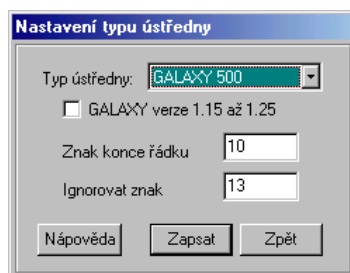 Nastavení typu ústředny
Typ ústředny: GALAXY 500
GALAXY verze 1.15 až 1.25
Znak konce řádku 10
Ignorovat znak 13
Nápověda Zapsat Zpět